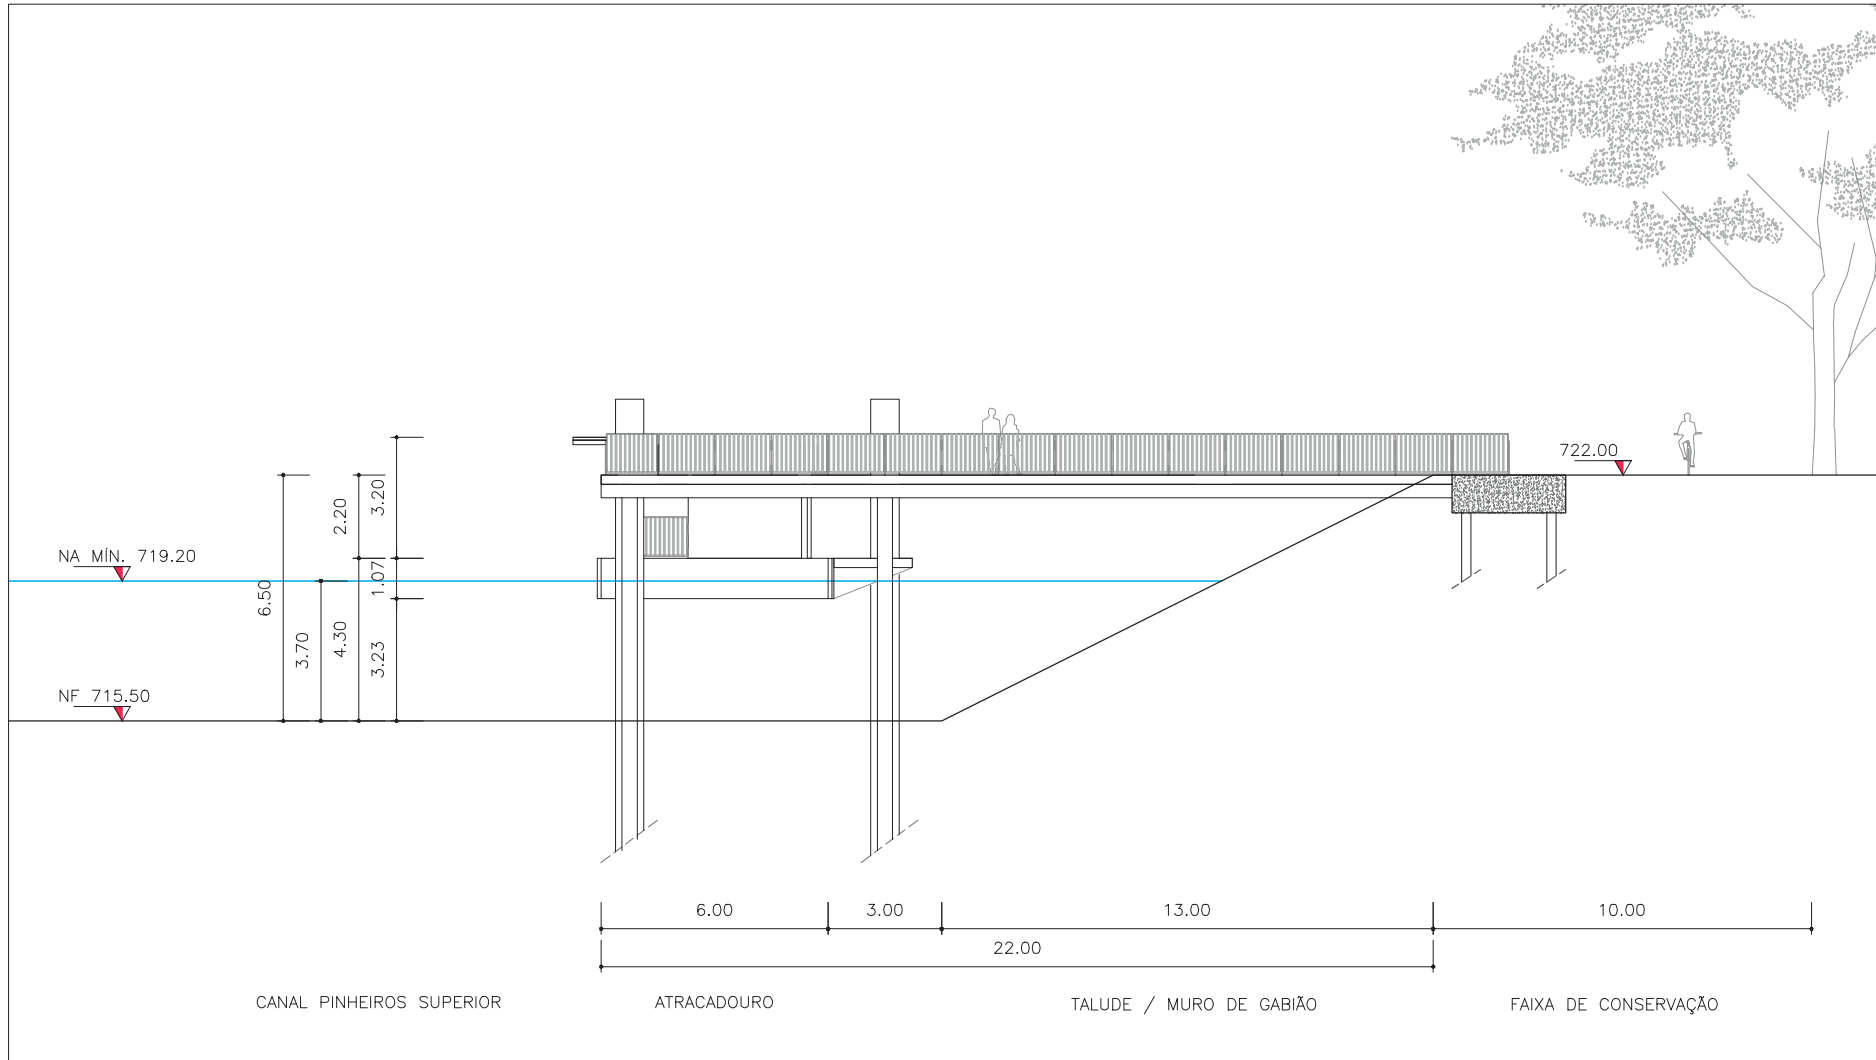 722.00
3.20
2.20
NA MÍN. 719.20
1.07
6.50
4.30
3.70
3.23
NF 715.50
6.00
3.00
13.00
10.00
22.00
CANAL PINHEIROS SUPERIOR
ATRACADOURO
TALUDE / MURO DE GABIÃO
FAIXA DE CONSERVAÇÃO